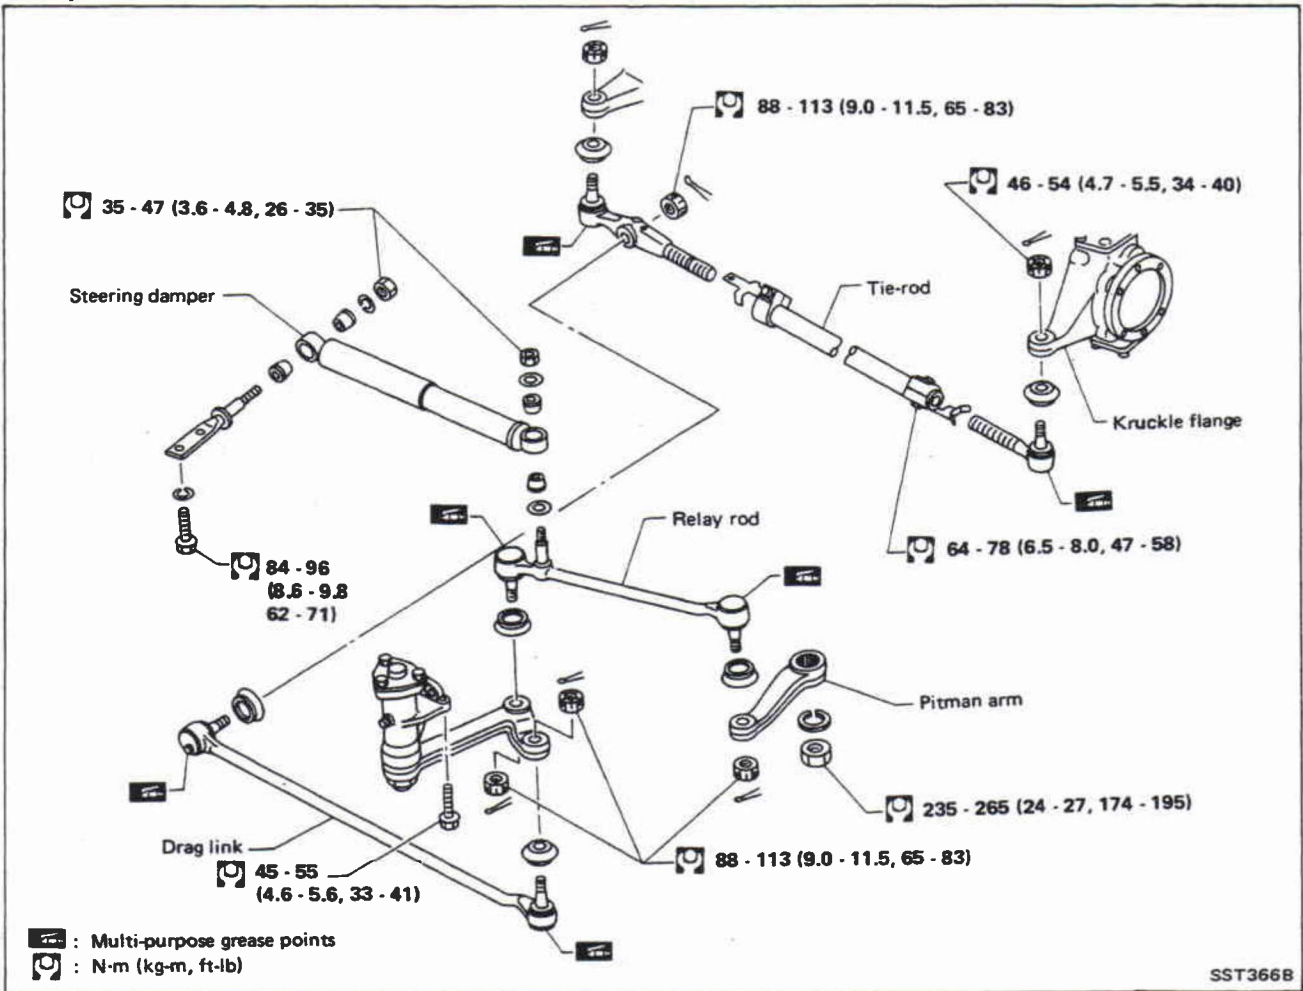 88 - 113 (9.0 - 11.5, 65 - 83)
46 - 54 (4.7 - 5.5, 34 - 40)
35 - 47 (3.6 - 4.8, 26 - 35)
Steering damper
Tie-rod
Kruckle flange
Relay rod
64 - 78 (6.5 - 8.0, 47 - 58)
84 - 96
(8.6 - 9.8
62 - 71)
Pitman arm
235 - 265 (24 - 27, 174 - 195)
Drag link
88 - 113 (9.0 - 11.5, 65 - 83)
45 - 55
(4.6 - 5.6, 33 - 41)
: Multi-purpose grease points
: N·m (kg-m, ft-lb)
SST366B